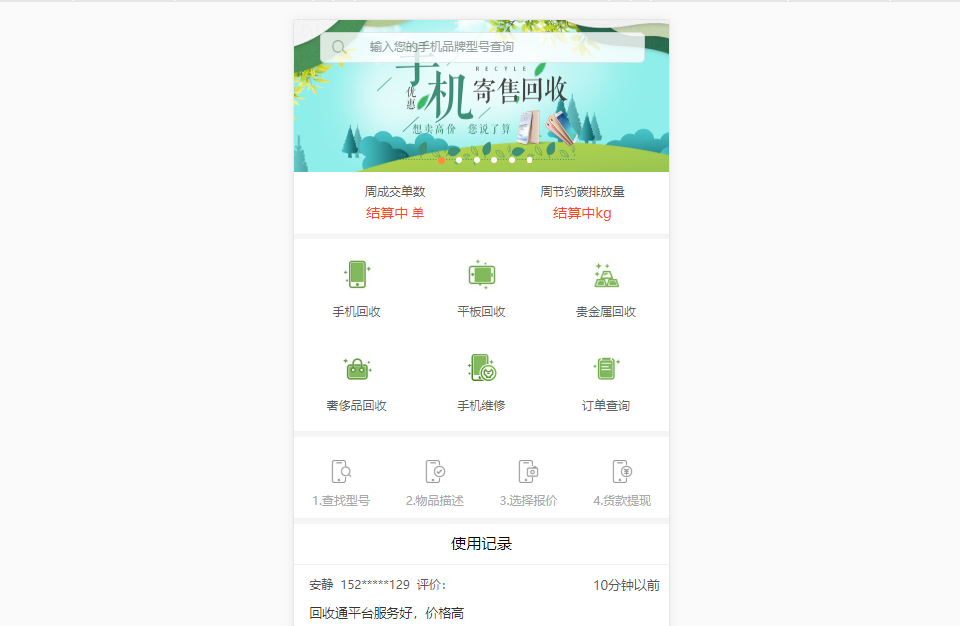 输入您的手机品牌型号查询
RECYLE
手机寄售回收
优惠
想卖高价 您说了算
周成交单数 周节约碳排放量
结算中 单 结算中kg
手机回收 平板回收 贵金属回收
奢侈品回收 手机维修 订单查询
1.查找型号 2.物品描述 3.选择报价 4.货款提现
使用记录
安静 152*****129 评价: 10分钟以前
回收通平台服务好，价格高